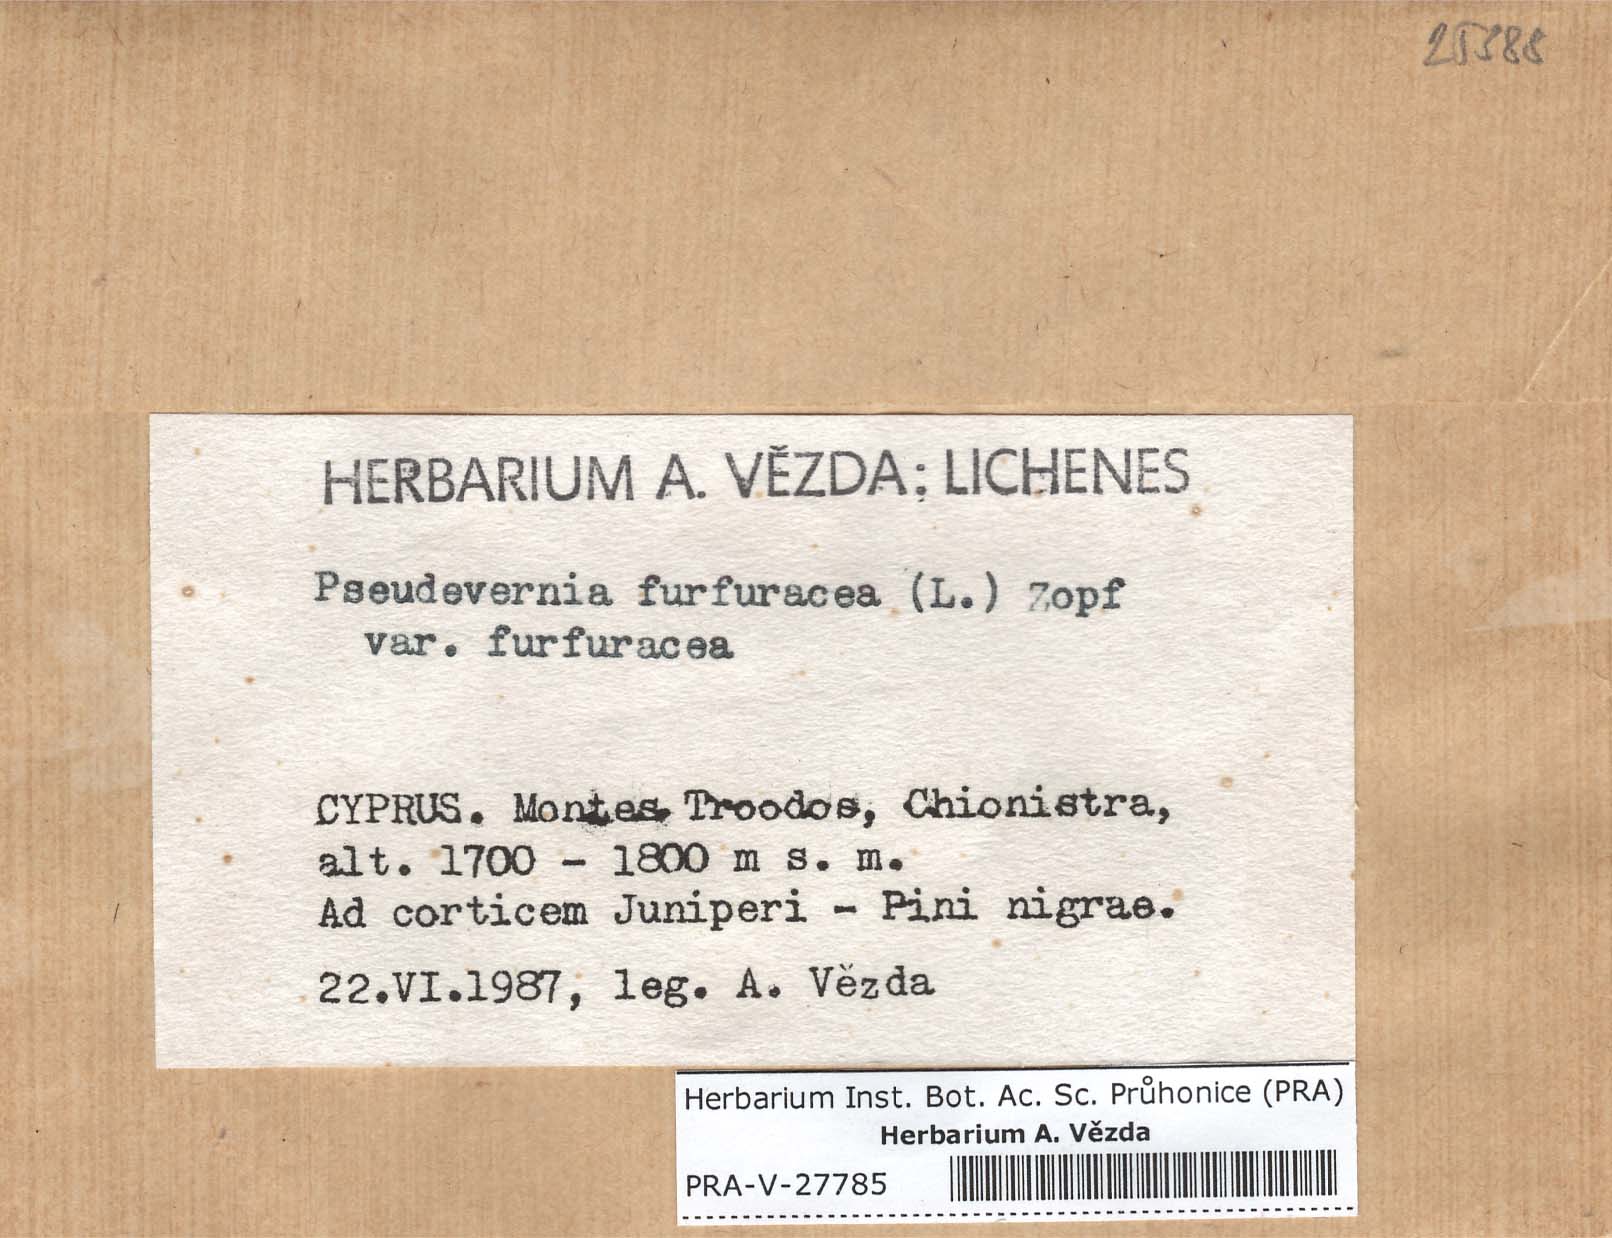 25388
HERBARIUM A. VĚZDA: LICHENES
Pseudevernia furfuracea (L.) Zopf
var. furfuracea
CYPRUS. Montes Troodos, Chionistra,
alt. 1700 - 1800 m s. m.
Ad corticem Juniperi - Pini nigrae.
22.VI.1987, leg. A. Vězda
Herbarium Inst. Bot. Ac. Sc. Průhonice (PRA)
Herbarium A. Vězda
PRA-V-27785